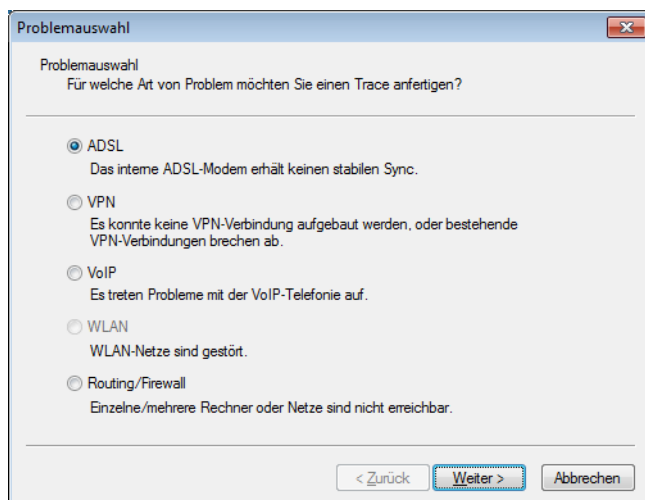 Problemauswahl
Problemauswahl
Für welche Art von Problem möchten Sie einen Trace anfertigen?
ADSL
Das interne ADSL-Modem erhält keinen stabilen Sync.
VPN
Es konnte keine VPN-Verbindung aufgebaut werden, oder bestehende
VPN-Verbindungen brechen ab.
VoIP
Es treten Probleme mit der VoIP-Telefonie auf.
WLAN
WLAN-Netze sind gestört.
Routing/Firewall
Einzelne/mehrere Rechner oder Netze sind nicht erreichbar.
< Zurück Weiter > Abbrechen